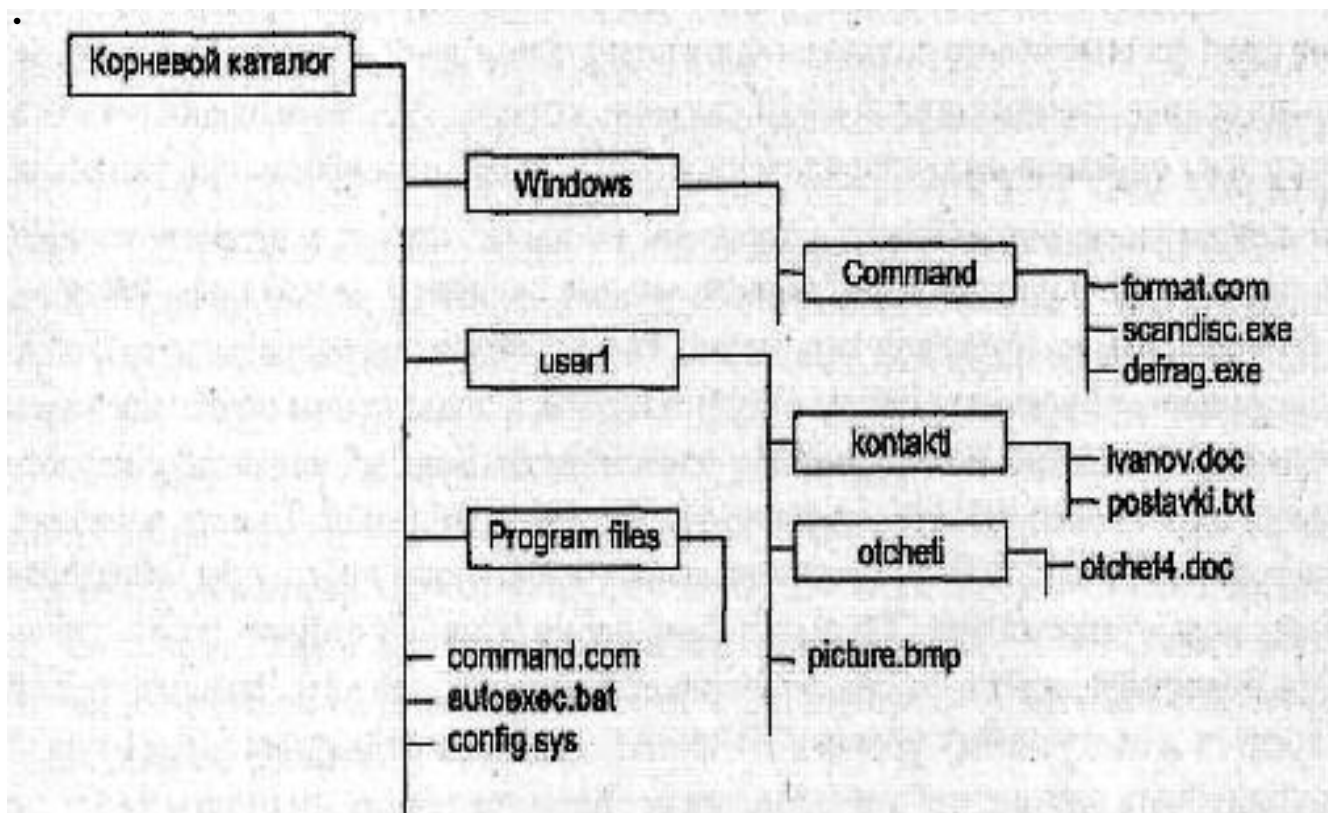 Корневой каталог
Windows
Command
format.com
scandisc.exe
defrag.exe
user1
kontakti
ivanov.doc
postavki.txt
Program files
otcheti
otchet4.doc
command.com
autoexec.bat
config.sys
picture.bmp